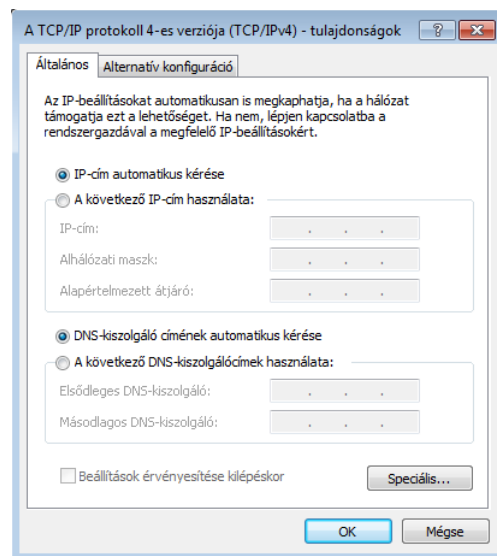 A TCP/IP protokoll 4-es verziója (TCP/IPv4) - tulajdonságok
Általános
Alternatív konfiguráció
Az IP-beállításokat automatikusan is megkaphatja, ha a hálózat
támogatja ezt a lehetőséget. Ha nem, lépjen kapcsolatba a
rendszergazdával a megfelelő IP-beállításokért.
IP-cím automatikus kérése
A következő IP-cím használata:
IP-cím:
Alhálózati maszk:
Alapértelmezett átjáró:
DNS-kiszolgáló címének automatikus kérése
A következő DNS-kiszolgálócímek használata:
Elsődleges DNS-kiszolgáló:
Másodlagos DNS-kiszolgáló:
Beállítások érvényesítése kilépéskor
Speciális...
OK
Mégse